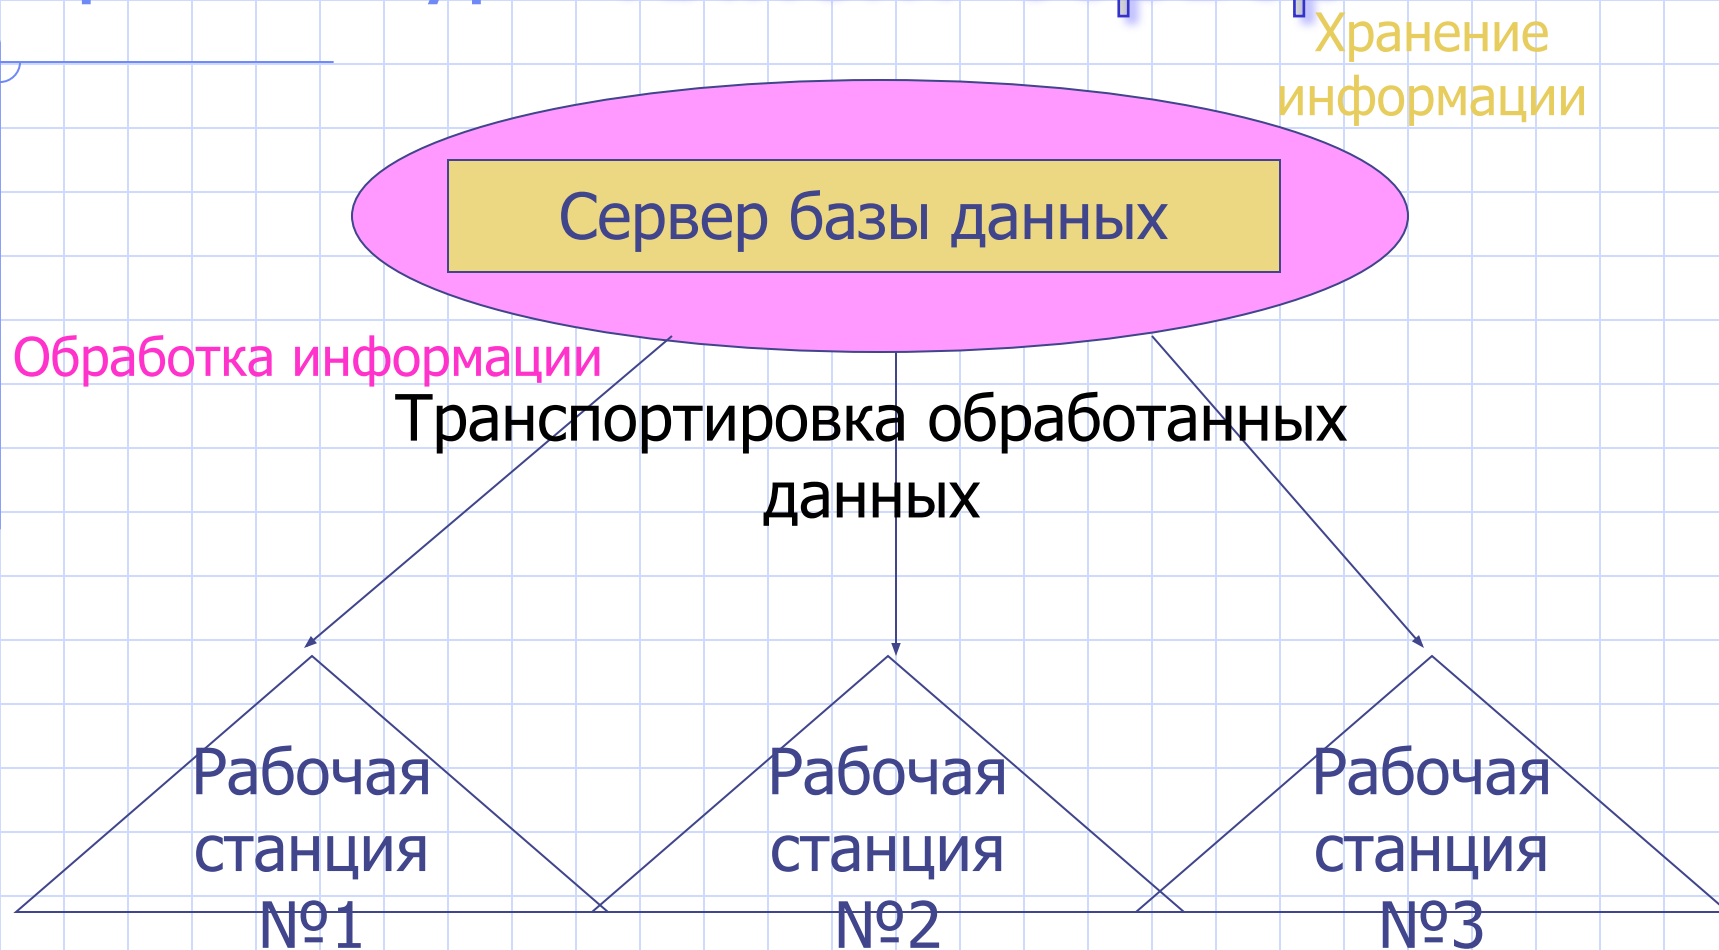 Хранение
информации
Сервер базы данных
Обработка информации
Транспортировка обработанных
данных
Рабочая
станция
№1
Рабочая
станция
№2
Рабочая
станция
№3